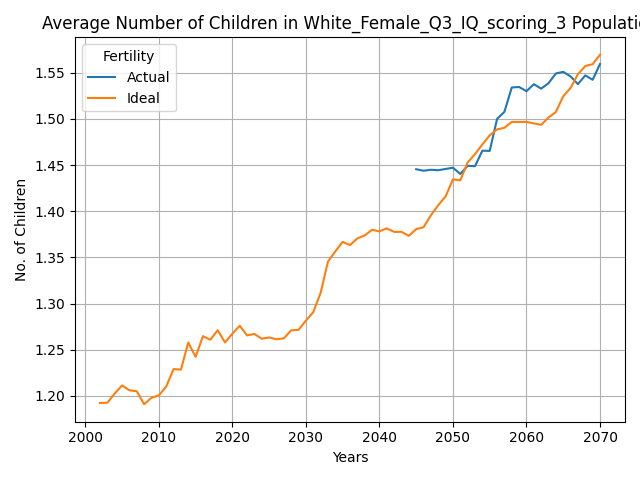 Average Number of Children in White_Female_Q3_IQ_scoring_3 Populatio
Fertility
Actual
Ideal
1.55
1.50
1.45
1.40
1.35
1.30
1.25
1.20
No. of Children
2000 2010 2020 2030 2040 2050 2060 2070
Years